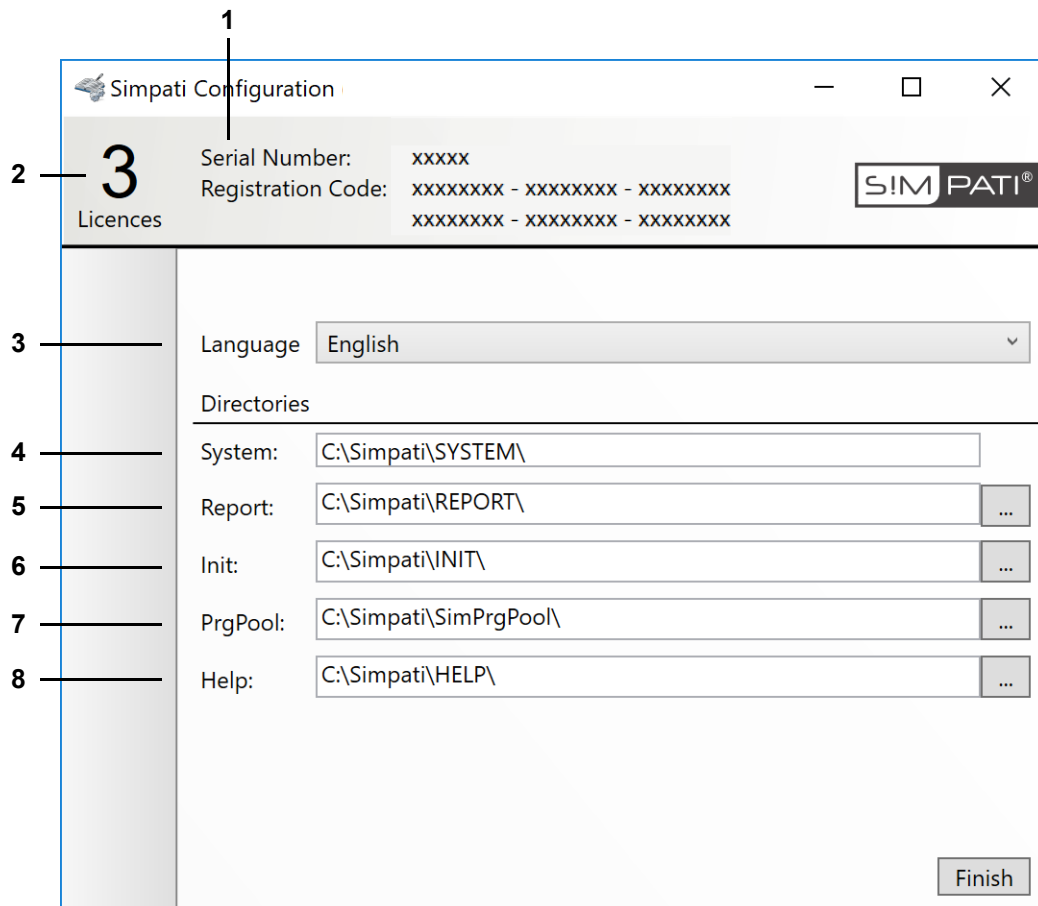 1
Simpati Configuration
2
3
Licences
Serial Number: xxxxx
Registration Code: xxxxxxxx - xxxxxxxx - xxxxxxxx
xxxxxxxx - xxxxxxxx - xxxxxxxx
S!MPATI®
3 Language English
Directories
4 System: C:\Simpati\SYSTEM\
5 Report: C:\Simpati\REPORT\ ...
6 Init: C:\Simpati\INIT\ ...
7 PrgPool: C:\Simpati\SimPrgPool\ ...
8 Help: C:\Simpati\HELP\ ...
Finish